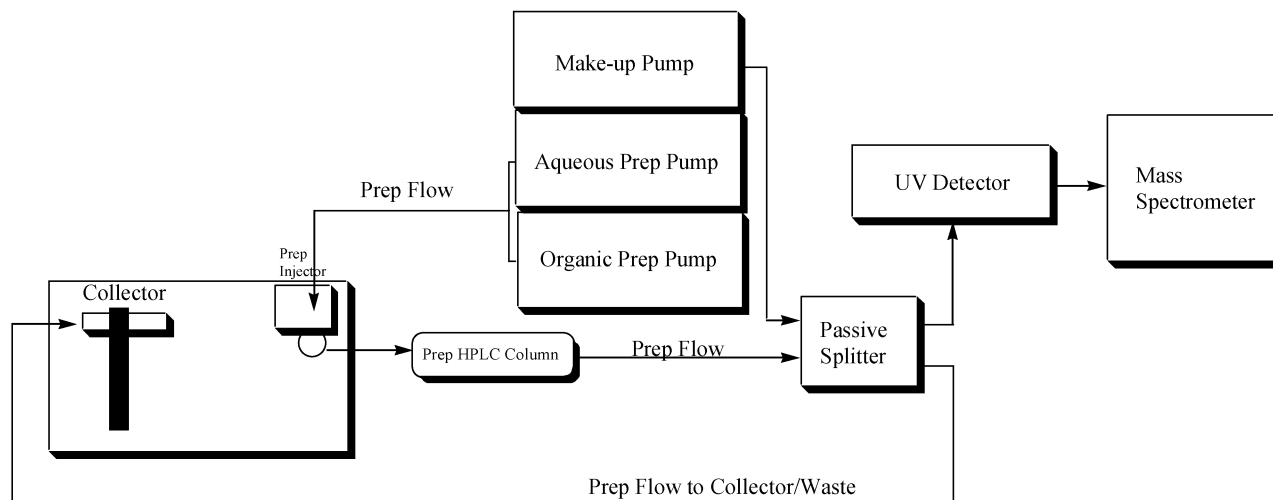 Make-up Pump
Aqueous Prep Pump
Organic Prep Pump
Prep Flow
Prep
Injector
Collector
Prep HPLC Column
Prep Flow
Passive
Splitter
UV Detector
Mass
Spectrometer
Prep Flow to Collector/Waste